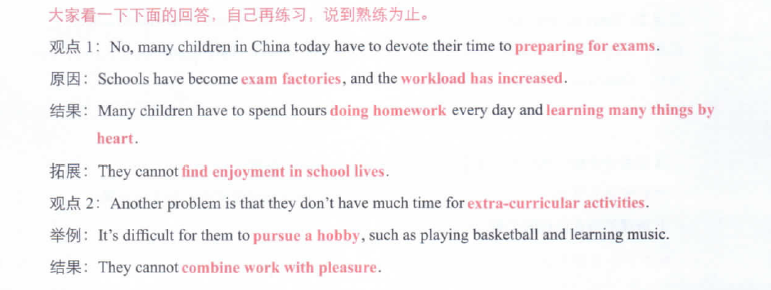 大家看一下下面的回答，自己再练习，说到熟练为止。
观点 1：No, many children in China today have to devote their time to preparing for exams.
原因：Schools have become exam factories, and the workload has increased.
结果：Many children have to spend hours doing homework every day and learning many things by
heart.
拓展：They cannot find enjoyment in school lives.
观点 2：Another problem is that they don't have much time for extra-curricular activities.
举例：It's difficult for them to pursue a hobby, such as playing basketball and learning music.
结果：They cannot combine work with pleasure.